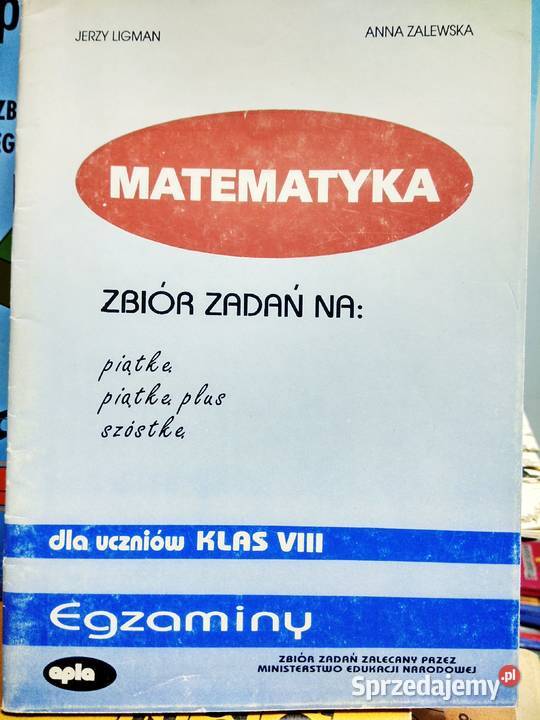 JERZY LIGMAN
ANNA ZALEWSKA
MATEMATYKA
ZBIÓR ZADAŃ NA:
piątkę
piątkę plus
szóstkę
dla uczniów KLAS VIII
Egzaminy
apla
ZBIÓR ZADAŃ ZALECANY PRZEZ
MINISTERSTWO EDUKACJI NARODOWEJ
Sprzedajemy.pl